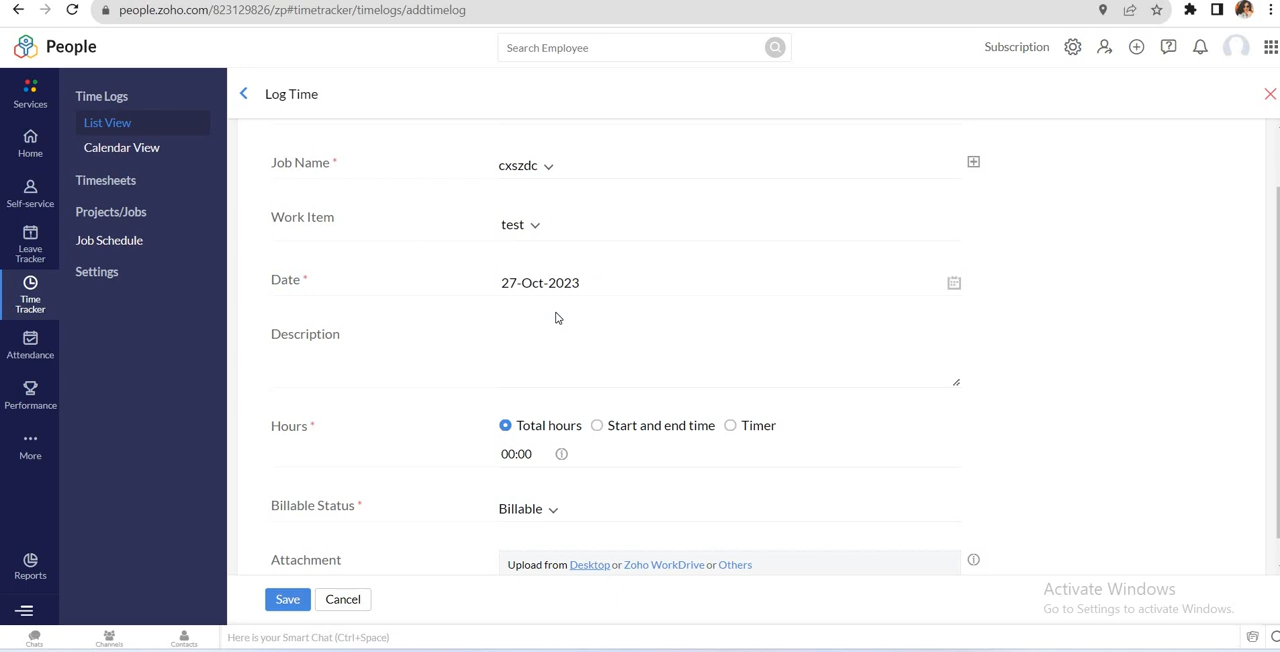 people.zoho.com/823129826/zp#timetracker/timelogs/addtimelog
People
Search Employee
Subscription
Services
Home
Self-service
Leave
Tracker
Time
Tracker
Attendance
Performance
More
Reports
Time Logs
List View
Calendar View
Timesheets
Projects/Jobs
Job Schedule
Settings
Log Time
Job Name *
cxszdc
Work Item
test
Date *
27-Oct-2023
Description
Hours *
Total hours Start and end time Timer
00:00
Billable Status *
Billable
Attachment
Upload from Desktop or Zoho WorkDrive or Others
Save Cancel
Activate Windows
Go to Settings to activate Windows.
Chats
Channels
Contacts
Here is your Smart Chat (Ctrl+Space)